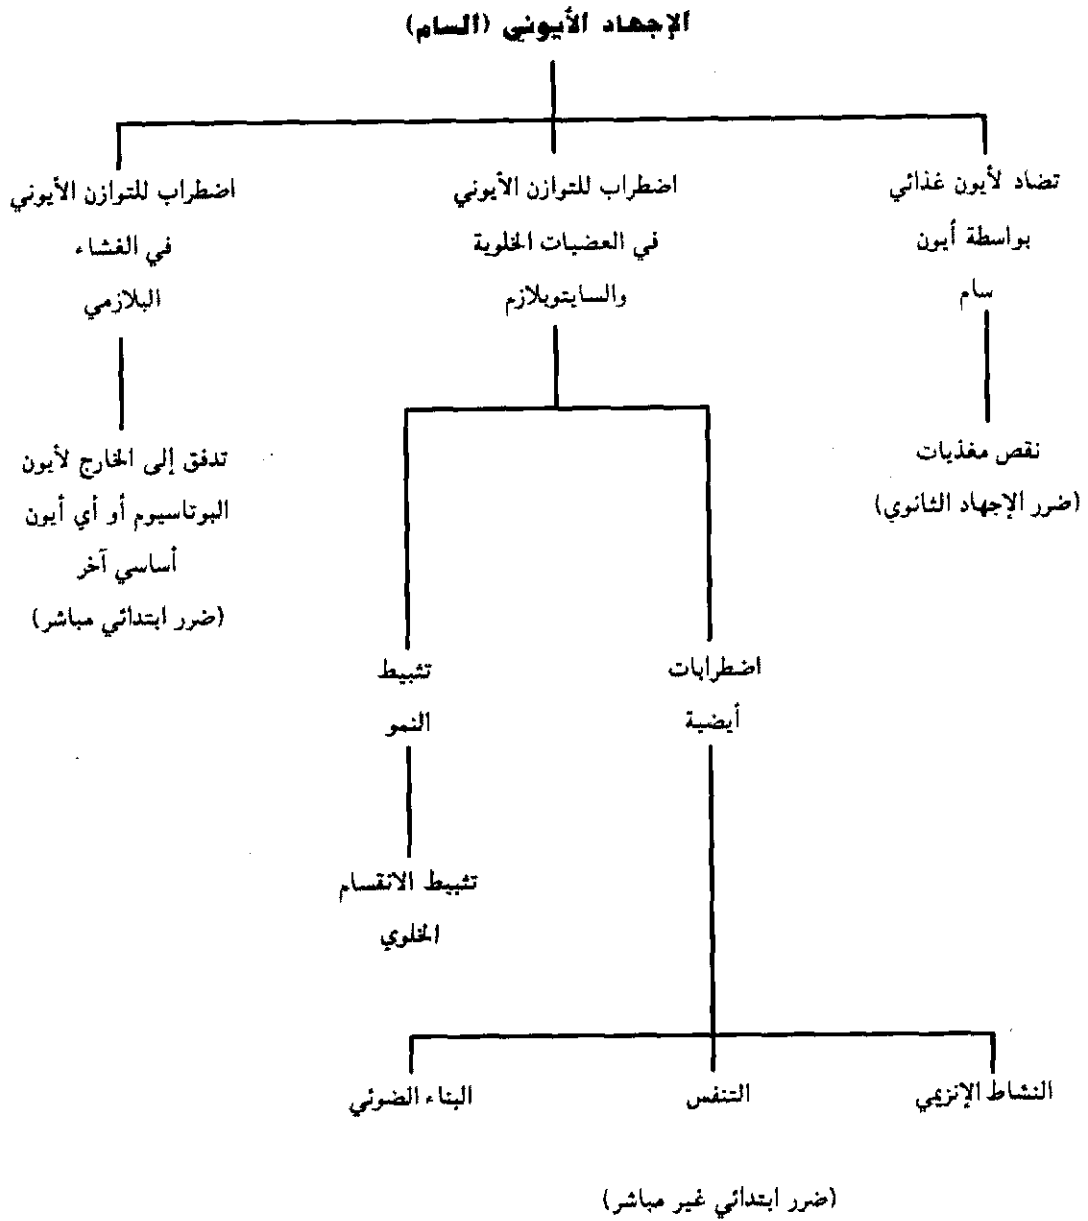 الإجهاد الأيوني (السام)
تضاد لأيون غذائي
بواسطة أيون
سام
نقص مغذيات
(ضرر الإجهاد الثانوي)
اضطراب للتوازن الأيوني
في العضيات الخلوية
والسايتوبلازم
اضطراب للتوازن الأيوني
في الغشاء
البلازمي
تدفق إلى الخارج لأيون
البوتاسيوم أو أي أيون
أساسي آخر
(ضرر ابتدائي مباشر)
اضطرابات
أيضية
تثبيط
النمو
تثبيط الانقسام
الخلوي
النشاط الإنزيمي
التنفس
البناء الضوئي
(ضرر ابتدائي غير مباشر)